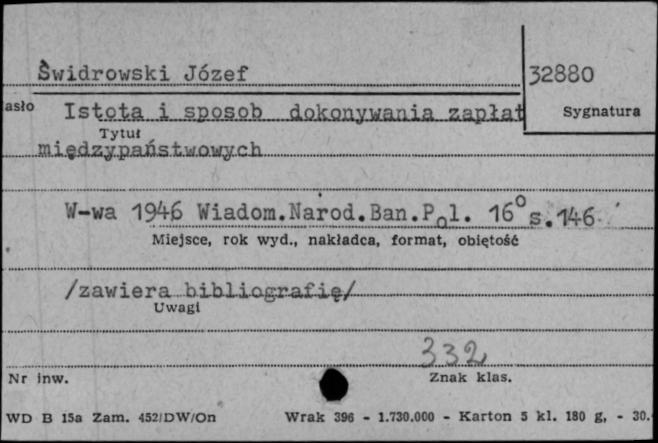 Świdrowski Józef
32880
asło Istota i sposob dokonywania zapłat
Sygnatura
Tytuł
międzypaństwowych
W-wa 1946 Wiadom.Narod.Ban.Pol. 16° s.146
Miejsce, rok wyd., nakładca, format, objętość
/zawiera bibliografię/
Uwagi
332
Nr inw.
Znak klas.
WD B 15a Zam. 452/DW/On Wrak 396 - 1.730.000 - Karton 5 kl. 180 g, - 30.